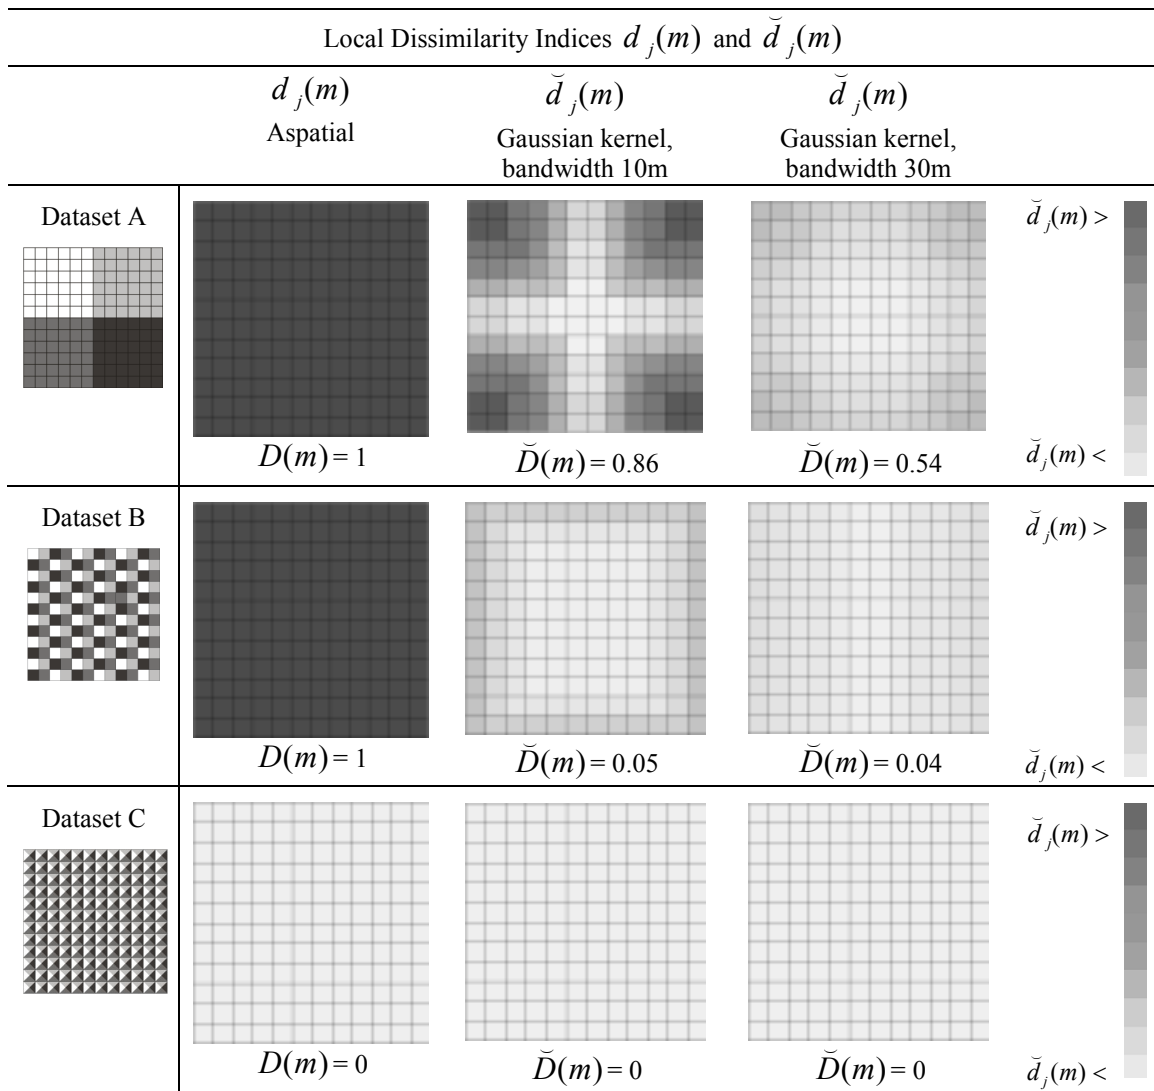 Local Dissimilarity Indices d j(m) and d̆ j(m)
d j(m) d̆ j(m) d̆ j(m)
Aspatial Gaussian kernel, bandwidth 10m Gaussian kernel, bandwidth 30m
Dataset A
d̆ j(m) >
d̆ j(m) <
D(m) = 1 D̆(m) = 0.86 D̆(m) = 0.54
Dataset B
d̆ j(m) >
D(m) = 1 D̆(m) = 0.05 D̆(m) = 0.04 d̆ j(m) <
Dataset C
d̆ j(m) >
D(m) = 0 D̆(m) = 0 D̆(m) = 0 d̆ j(m) <